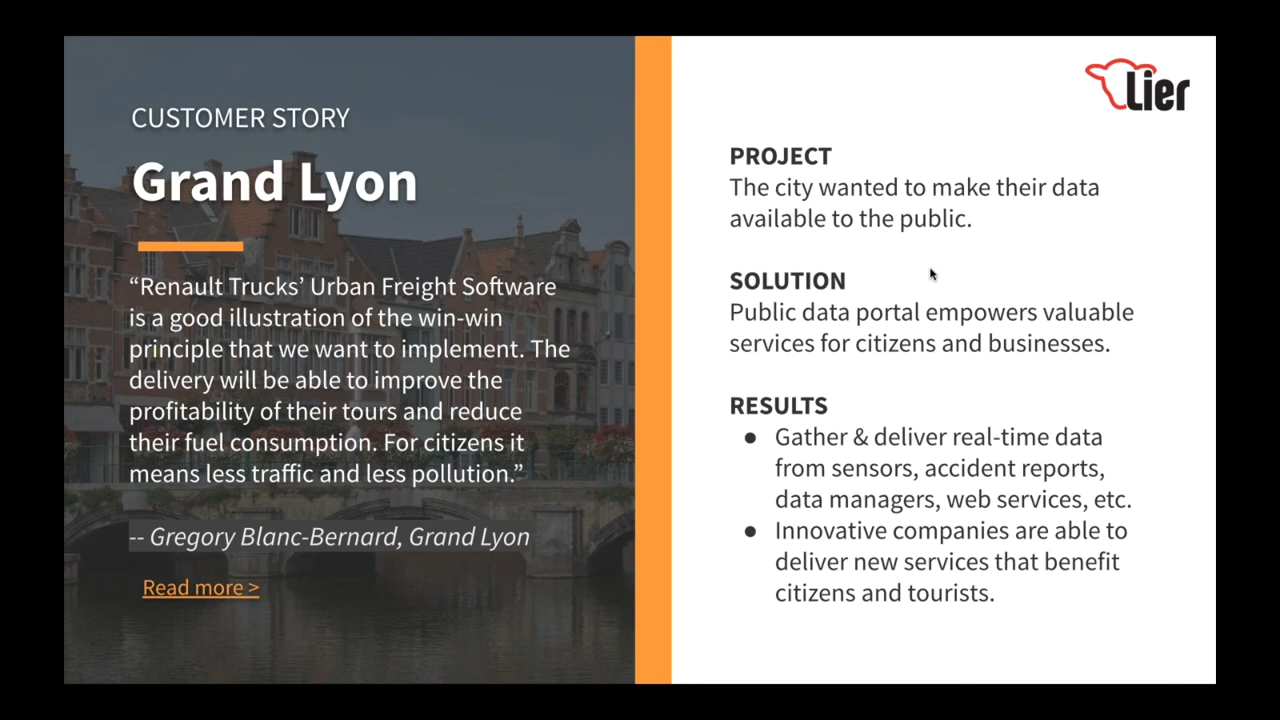 CUSTOMER STORY
Grand Lyon
“Renault Trucks’ Urban Freight Software
is a good illustration of the win-win
principle that we want to implement. The
delivery will be able to improve the
profitability of their tours and reduce
their fuel consumption. For citizens it
means less traffic and less pollution.”
-- Gregory Blanc-Bernard, Grand Lyon
Read more >
Lier
PROJECT
The city wanted to make their data
available to the public.
SOLUTION
Public data portal empowers valuable
services for citizens and businesses.
RESULTS
● Gather & deliver real-time data
from sensors, accident reports,
data managers, web services, etc.
● Innovative companies are able to
deliver new services that benefit
citizens and tourists.